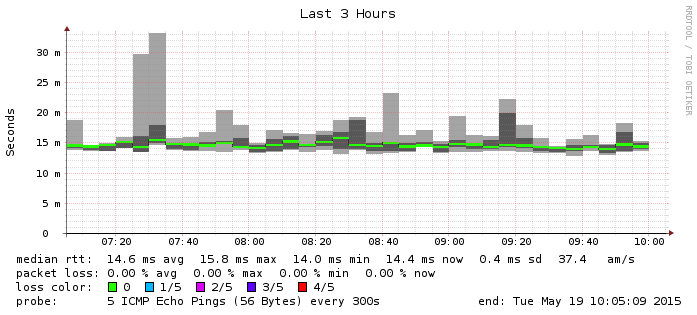 Last 3 Hours
RRDTOOL / TOBI OETIKER
Seconds
30 m
25 m
20 m
15 m
10 m
5 m
0
07:20 07:40 08:00 08:20 08:40 09:00 09:20 09:40 10:00
median rtt: 14.6 ms avg 15.8 ms max 14.0 ms min 14.4 ms now 0.4 ms sd 37.4 am/s
packet loss: 0.00 % avg 0.00 % max 0.00 % min 0.00 % now
loss color: 0 1/5 2/5 3/5 4/5
probe: 5 ICMP Echo Pings (56 Bytes) every 300s end: Tue May 19 10:05:09 2015